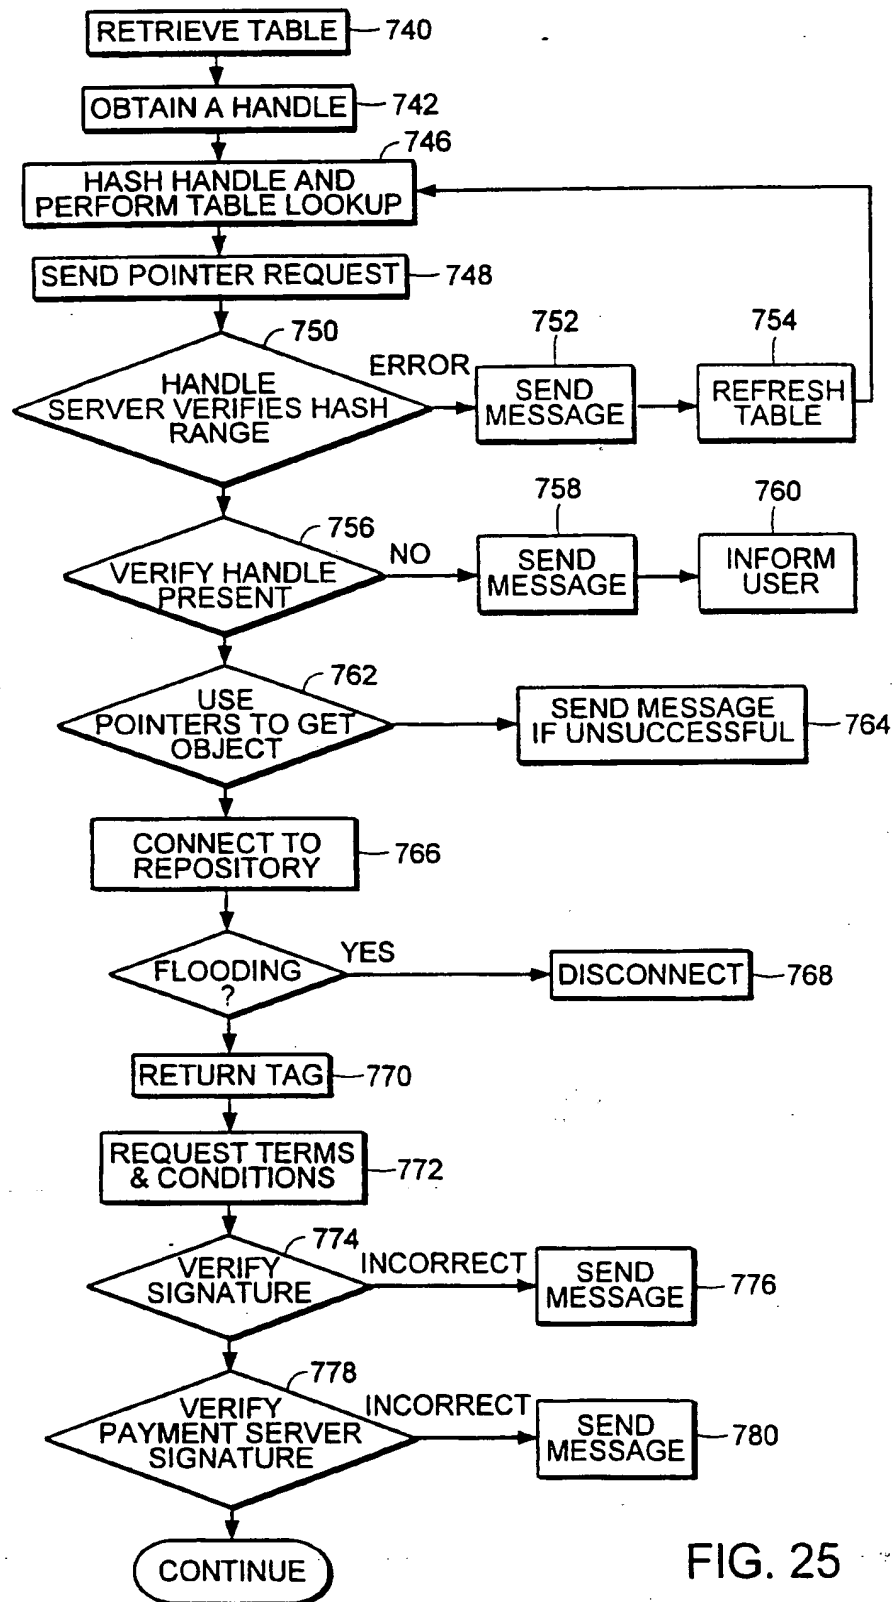 RETRIEVE TABLE
740
OBTAIN A HANDLE
742
746
HASH HANDLE AND
PERFORM TABLE LOOKUP
SEND POINTER REQUEST
748
750
HANDLE
SERVER VERIFIES HASH
RANGE
ERROR
752
SEND
MESSAGE
754
REFRESH
TABLE
756
VERIFY HANDLE
PRESENT
NO
758
SEND
MESSAGE
760
INFORM
USER
762
USE
POINTERS TO GET
OBJECT
SEND MESSAGE
IF UNSUCCESSFUL
764
CONNECT TO
REPOSITORY
766
FLOODING
?
YES
DISCONNECT
768
RETURN TAG
770
REQUEST TERMS
& CONDITIONS
772
774
VERIFY
SIGNATURE
INCORRECT
SEND
MESSAGE
776
778
VERIFY
PAYMENT SERVER
SIGNATURE
INCORRECT
SEND
MESSAGE
780
CONTINUE
FIG. 25